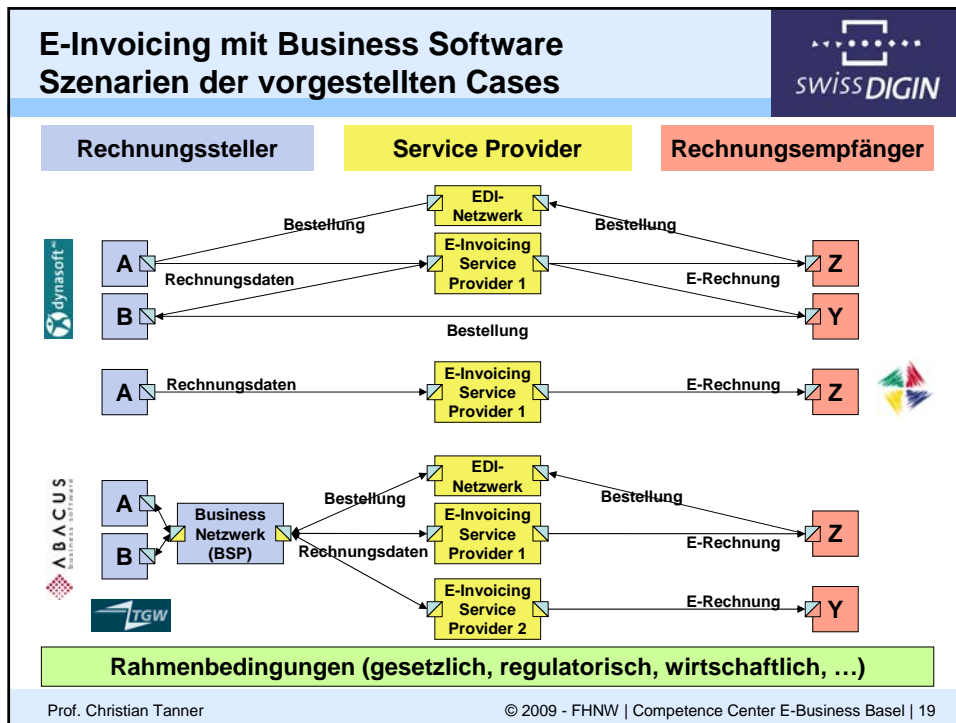 E-Invoicing mit Business Software
Szenarien der vorgestellten Cases
swissDIGIN
Rechnungssteller
Service Provider
Rechnungsempfänger
EDI-
Netzwerk
Bestellung
Bestellung
dynasoft AG
A
E-Invoicing
Service
Provider 1
Z
Rechnungsdaten
E-Rechnung
B
Y
Bestellung
A
Rechnungsdaten
E-Invoicing
Service
Provider 1
E-Rechnung
Z
ABACUS
business software
A
B
Business
Netzwerk
(BSP)
EDI-
Netzwerk
Bestellung
Bestellung
E-Invoicing
Service
Provider 1
Rechnungsdaten
E-Rechnung
Z
TGW
E-Invoicing
Service
Provider 2
E-Rechnung
Y
Rahmenbedingungen (gesetzlich, regulatorisch, wirtschaftlich, …)
Prof. Christian Tanner
© 2009 - FHNW | Competence Center E-Business Basel | 19